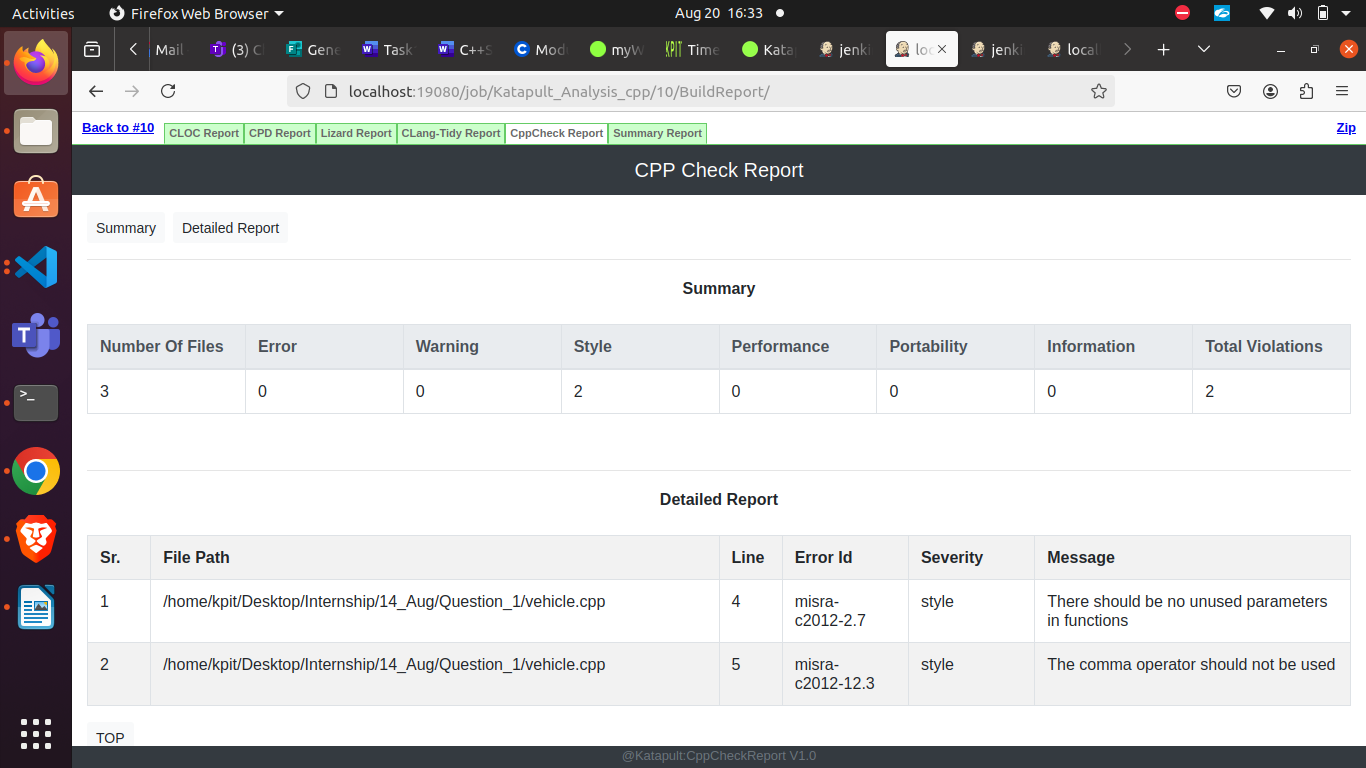 Activities Firefox Web Browser Aug 20 16:33
Mail (3) C Gene Task C++S Mod myW KPIT Time Kata jenki loc jenki locall
localhost:19080/job/Katapult_Analysis_cpp/10/BuildReport/
Back to #10 CLOC Report CPD Report Lizard Report CLang-Tidy Report CppCheck Report Summary Report Zip
CPP Check Report
Summary Detailed Report
Summary
Number Of Files Error Warning Style Performance Portability Information Total Violations
3 0 0 2 0 0 0 2
Detailed Report
Sr. File Path Line Error Id Severity Message
1 /home/kpit/Desktop/Internship/14_Aug/Question_1/vehicle.cpp 4 misra- style There should be no unused parameters
c2012-2.7 in functions
2 /home/kpit/Desktop/Internship/14_Aug/Question_1/vehicle.cpp 5 misra- style The comma operator should not be used
c2012-12.3
TOP
@Katapult:CppCheckReport V1.0